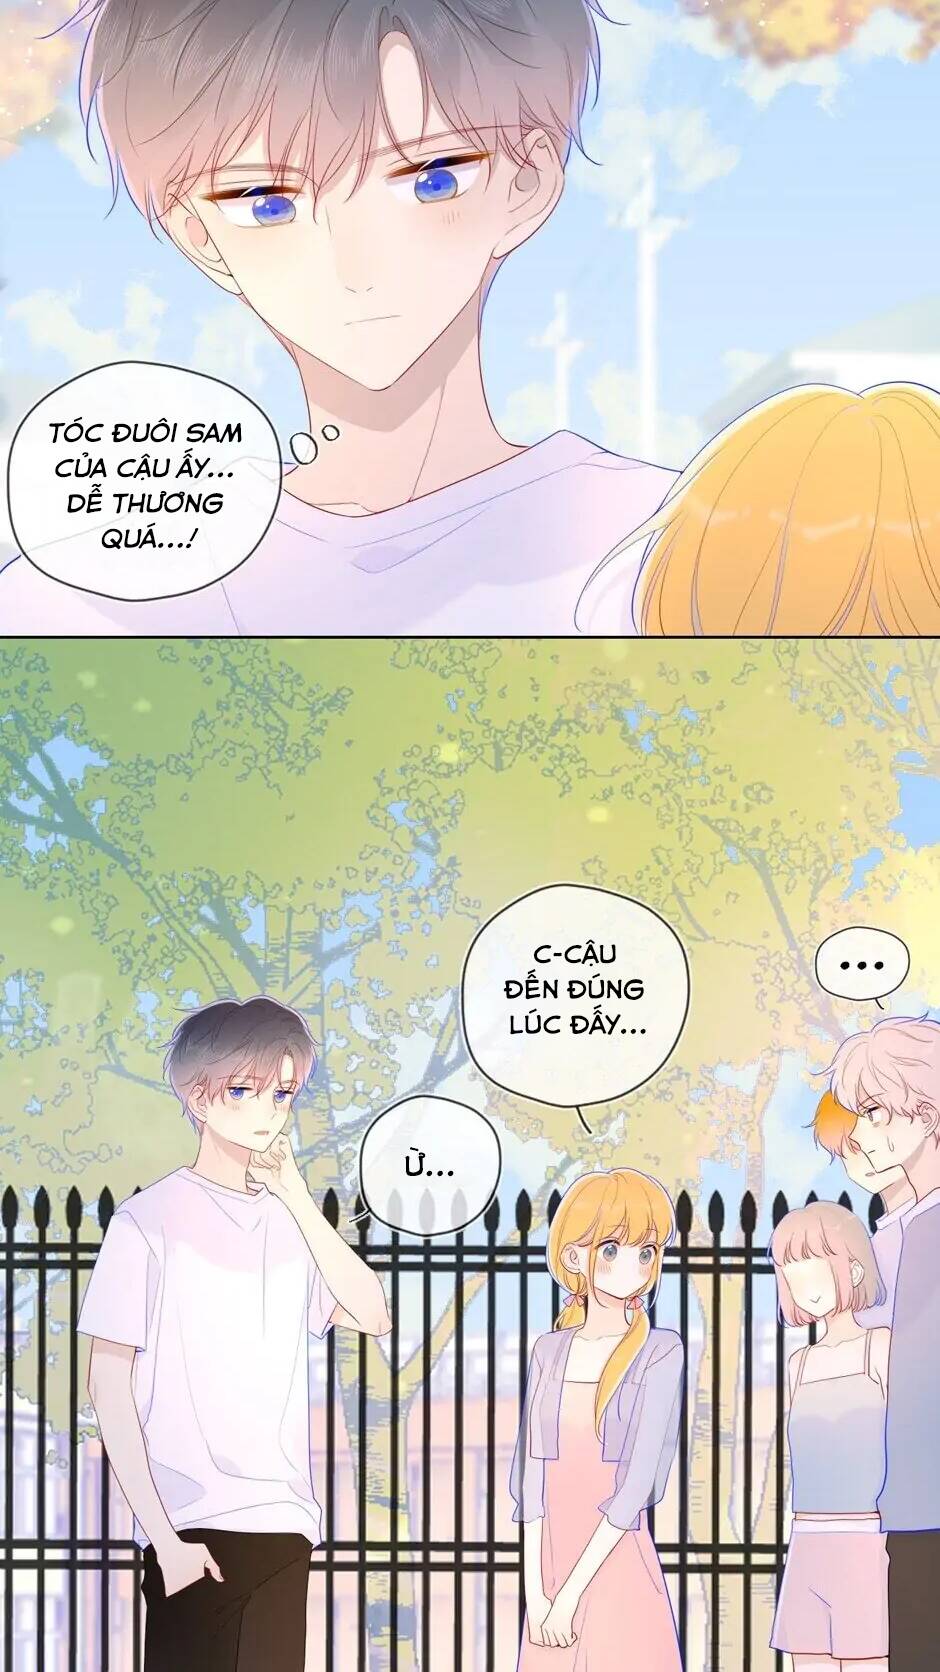 TÓC ĐUÔI SAM
CỦA CẬU ẤY...
DỄ THƯƠNG
QUÁ...!
C-CẬU
ĐẾN ĐÚNG
LÚC ĐẤY...
...
Ừ...